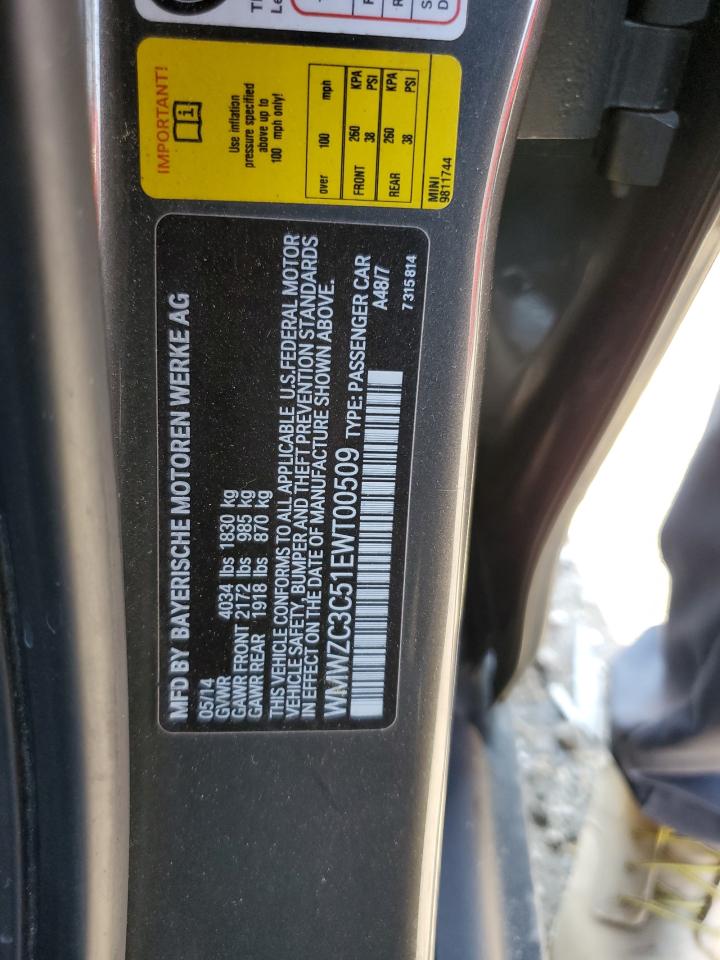 IMPORTANT!
Use inflation
pressure specified
above up to
100 mph only!
over 100 mph
FRONT 260 KPA
38 PSI
REAR 260 KPA
38 PSI
MINI
9811744
MFD BY BAYERISCHE MOTOREN WERKE AG
05/14
GVWR 4034 lbs 1830 kg
GAWR FRONT 2172 lbs 985 kg
GAWR REAR 1918 lbs 870 kg
THIS VEHICLE CONFORMS TO ALL APPLICABLE U.S.FEDERAL MOTOR
VEHICLE SAFETY, BUMPER AND THEFT PREVENTION STANDARDS
IN EFFECT ON THE DATE OF MANUFACTURE SHOWN ABOVE.
WMWZC3C51EWT00509 TYPE: PASSENGER CAR
A48/7
7315814